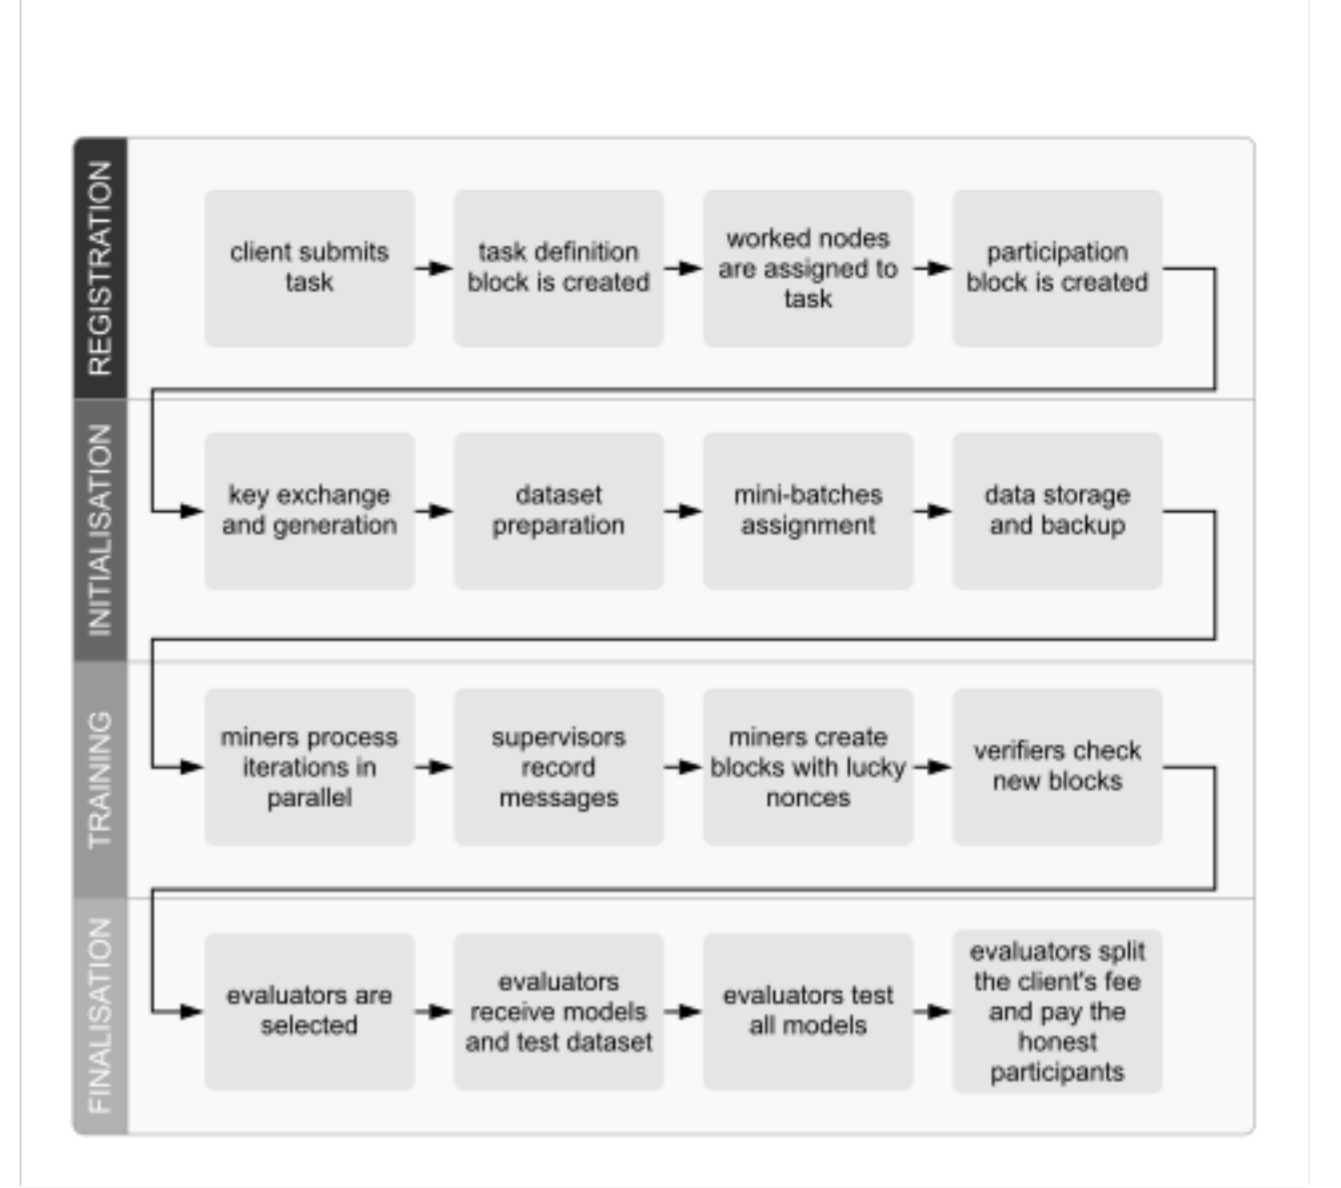 REGISTRATION
client submits
task
task definition
block is created
worked nodes
are assigned to
task
participation
block is created
INITIALISATION
key exchange
and generation
dataset
preparation
mini-batches
assignment
data storage
and backup
TRAINING
miners process
iterations in
parallel
supervisors
record
messages
miners create
blocks with lucky
nonces
verifiers check
new blocks
FINALISATION
evaluators are
selected
evaluators
receive models
and test dataset
evaluators test
all models
evaluators split
the client's fee
and pay the
honest
participants